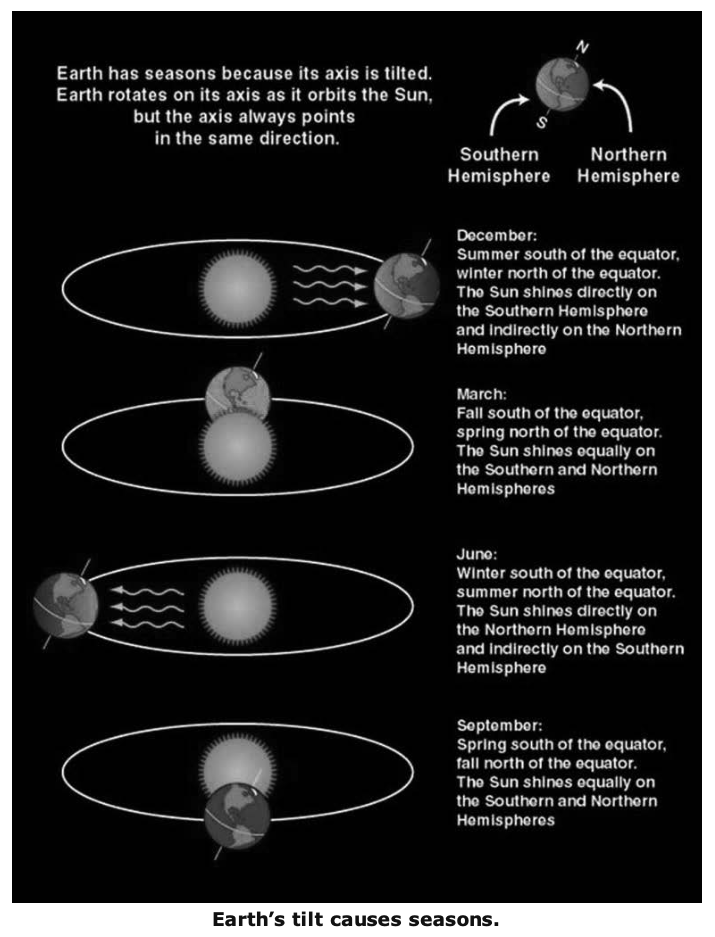 Earth has seasons because its axis is tilted.
Earth rotates on its axis as it orbits the Sun,
but the axis always points
in the same direction.
N
S
Southern
Hemisphere
Northern
Hemisphere
December:
Summer south of the equator,
winter north of the equator.
The Sun shines directly on
the Southern Hemisphere
and indirectly on the Northern
Hemisphere
March:
Fall south of the equator,
spring north of the equator.
The Sun shines equally on
the Southern and Northern
Hemispheres
June:
Winter south of the equator,
summer north of the equator.
The Sun shines directly on
the Northern Hemisphere
and indirectly on the Southern
Hemisphere
September:
Spring south of the equator,
fall north of the equator.
The Sun shines equally on
the Southern and Northern
Hemispheres
Earth's tilt causes seasons.